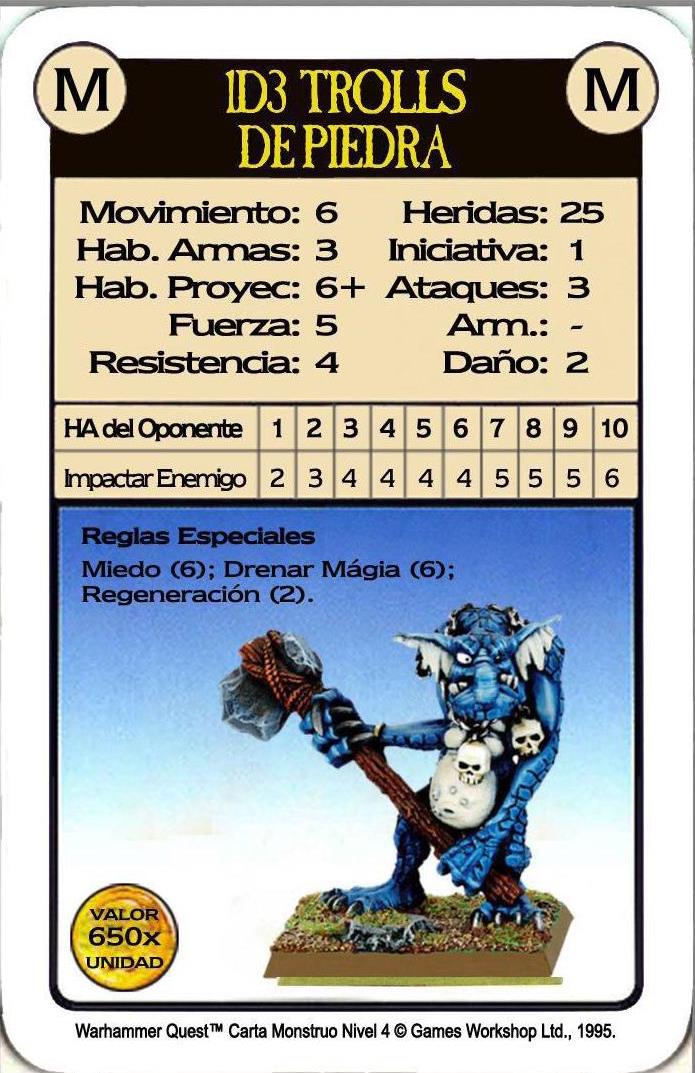 M 1D3 TROLLS M
DE PIEDRA
Movimiento: 6 Heridas: 25
Hab. Armas: 3 Iniciativa: 1
Hab. Proyec: 6+ Ataques: 3
Fuerza: 5 Arm.: -
Resistencia: 4 Daño: 2
HA del Oponente 1 2 3 4 5 6 7 8 9 10
Impactar Enemigo 2 3 4 4 4 4 5 5 5 6
Reglas Especiales
Miedo (6); Drenar Mágia (6);
Regeneración (2).
VALOR
650x
UNIDAD
Warhammer Quest™ Carta Monstruo Nivel 4 © Games Workshop Ltd., 1995.